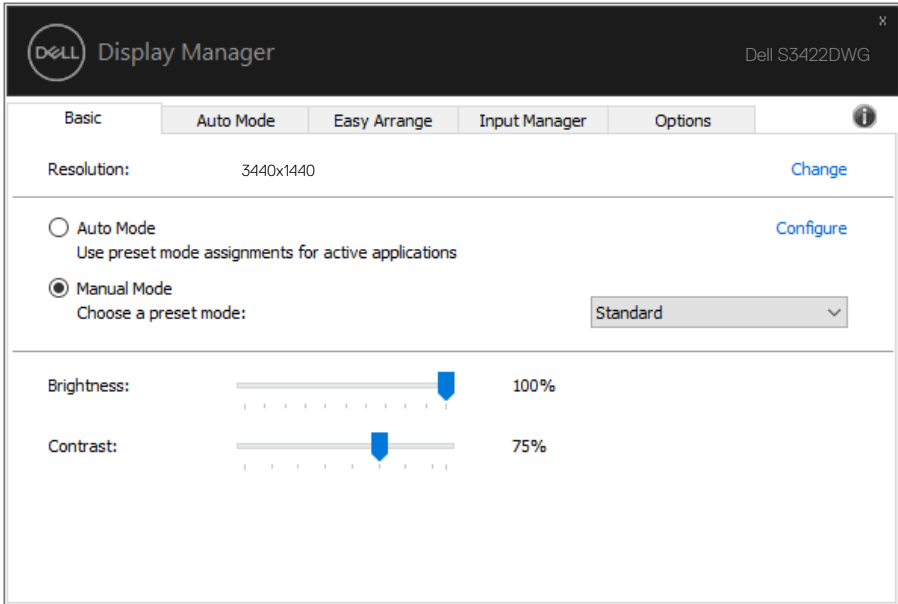 x
DELL Display Manager
Dell S3422DWG
Basic Auto Mode Easy Arrange Input Manager Options
Resolution: 3440x1440 Change
Auto Mode Configure
Use preset mode assignments for active applications
Manual Mode
Choose a preset mode: Standard
Brightness: 100%
Contrast: 75%